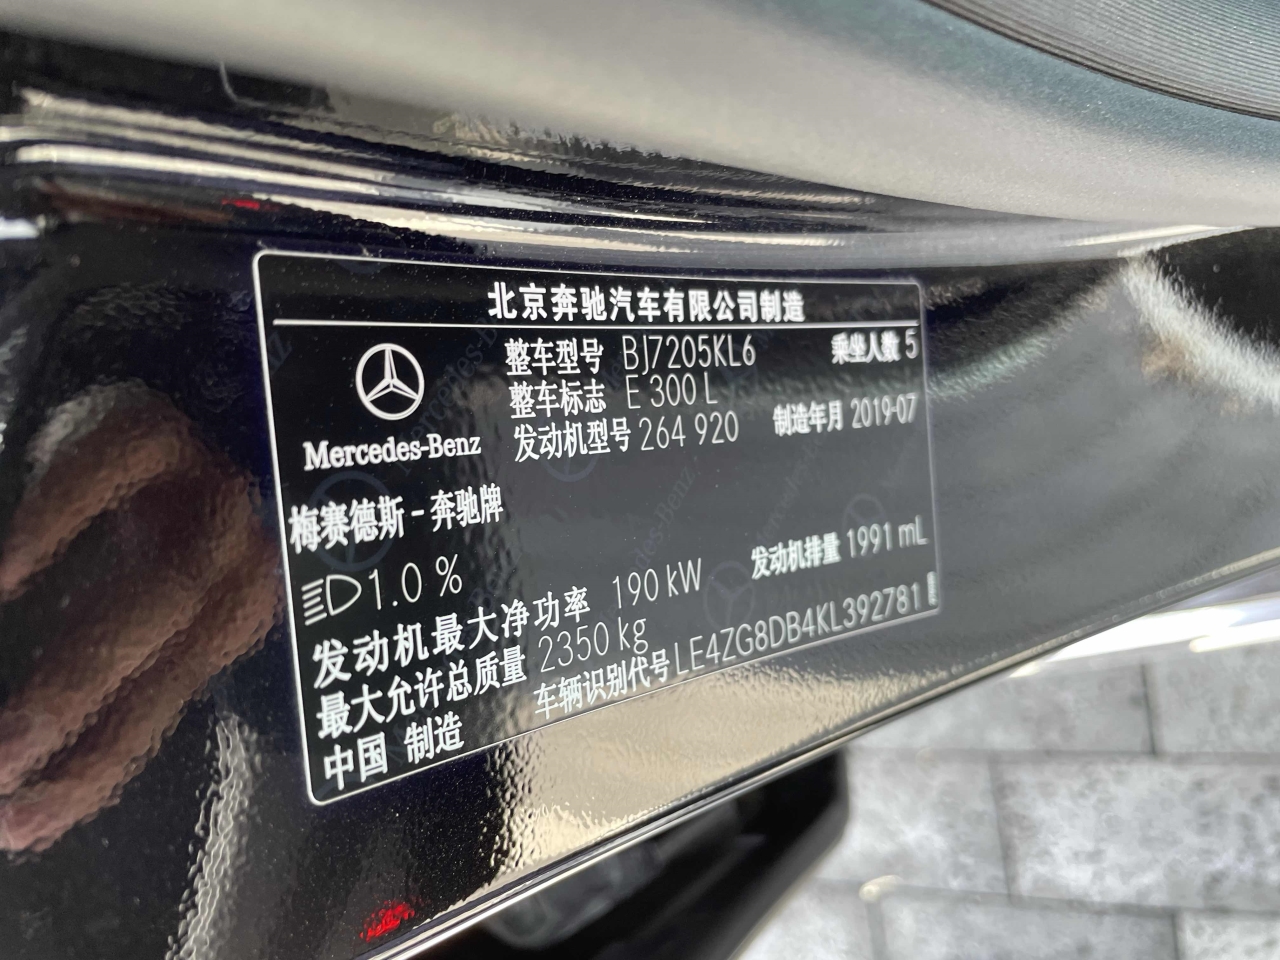 北京奔驰汽车有限公司制造
整车型号 BJ7205KL6 乘坐人数 5
整车标志 E 300 L
发动机型号 264 920 制造年月 2019-07
Mercedes-Benz
梅赛德斯-奔驰牌
1.0 %
发动机最大净功率 190 kW 发动机排量 1991 mL
最大允许总质量 2350 kg
中国 制造 车辆识别代号 LE4ZG8DB4KL392781